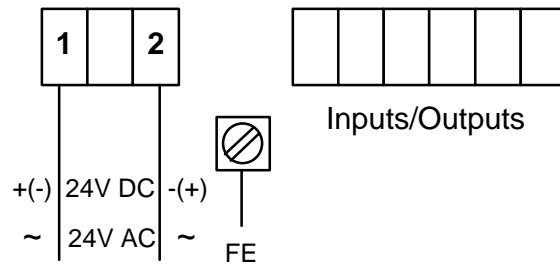 1 2
Inputs/Outputs
+(-) 24V DC -(+)
~ 24V AC ~
FE